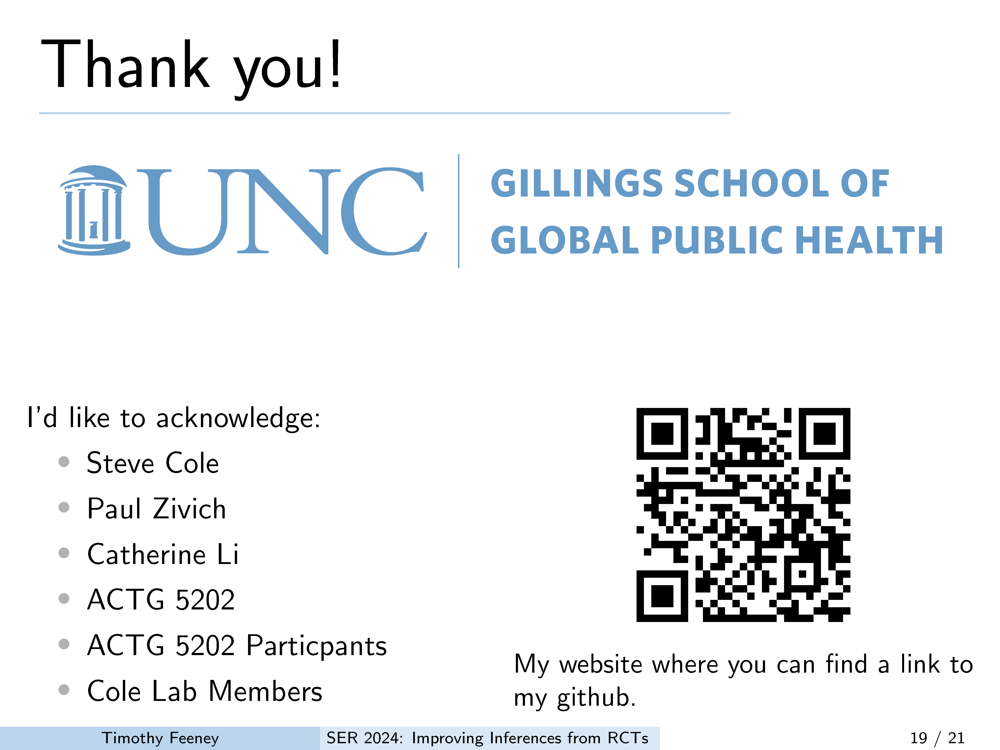 Thank you!
UNC
GILLINGS SCHOOL OF
GLOBAL PUBLIC HEALTH
I'd like to acknowledge:
• Steve Cole
• Paul Zivich
• Catherine Li
• ACTG 5202
• ACTG 5202 Particpants
• Cole Lab Members
My website where you can find a link to
my github.
Timothy Feeney
SER 2024: Improving Inferences from RCTs
19 / 21